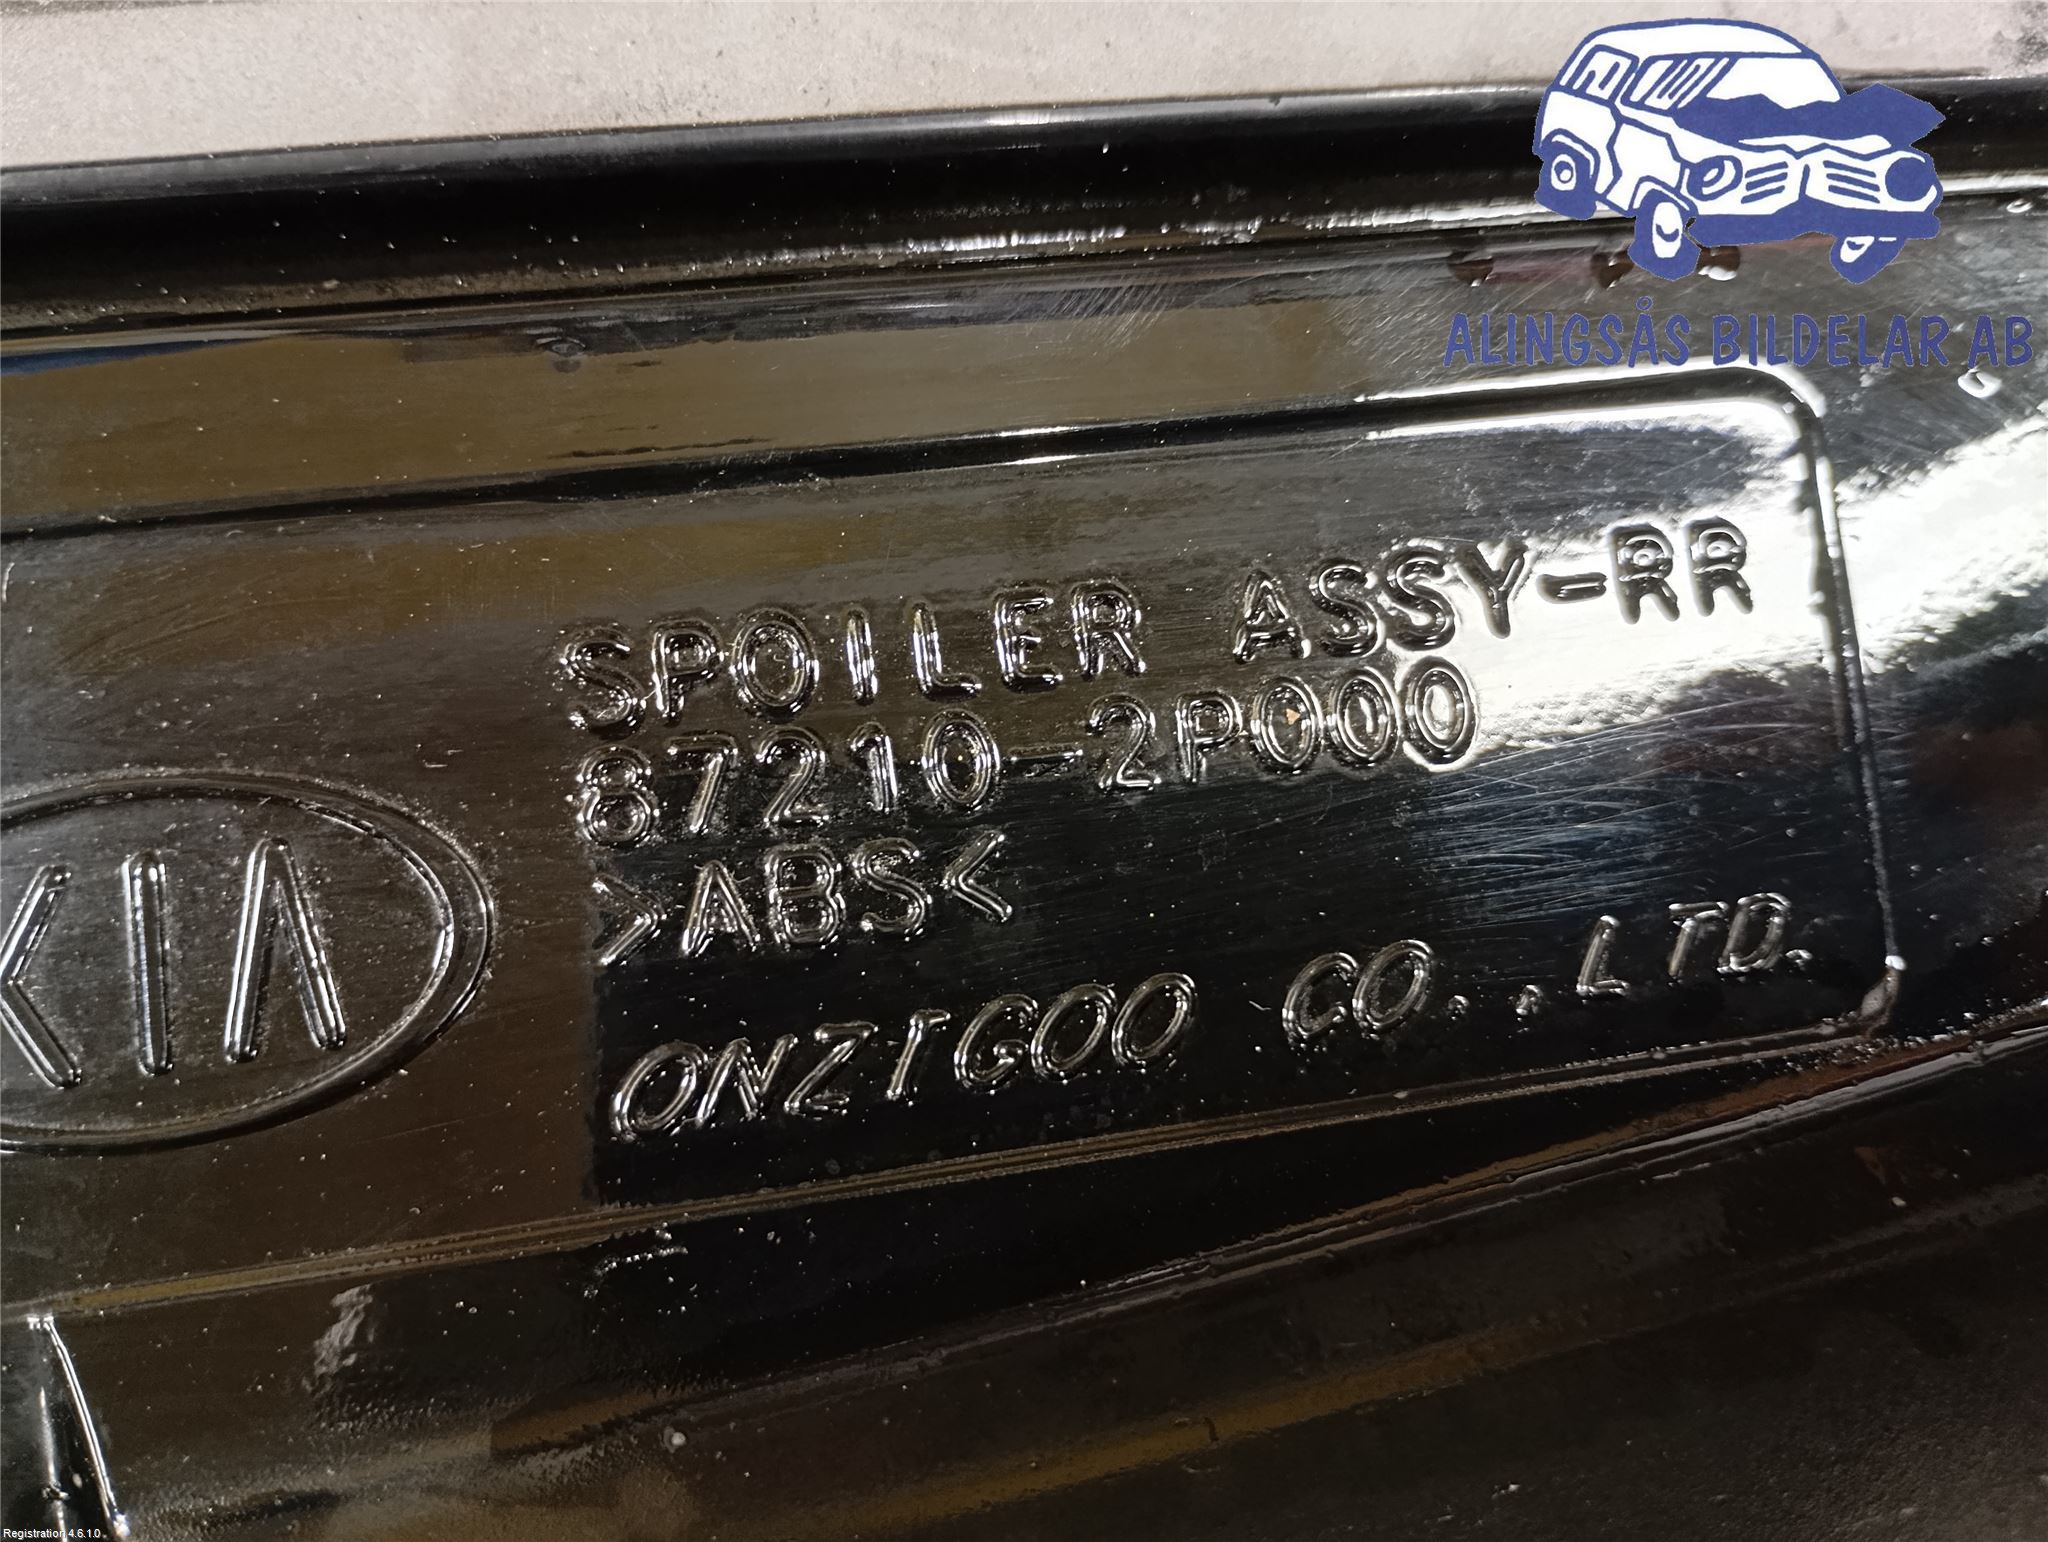 ALINGSÅS BILDELAR AB
SPOILER ASSY-RR
87210-2P000
>ABS<
KIA
ONZIGOO CO.,LTD.
Registration 4.6.1.0